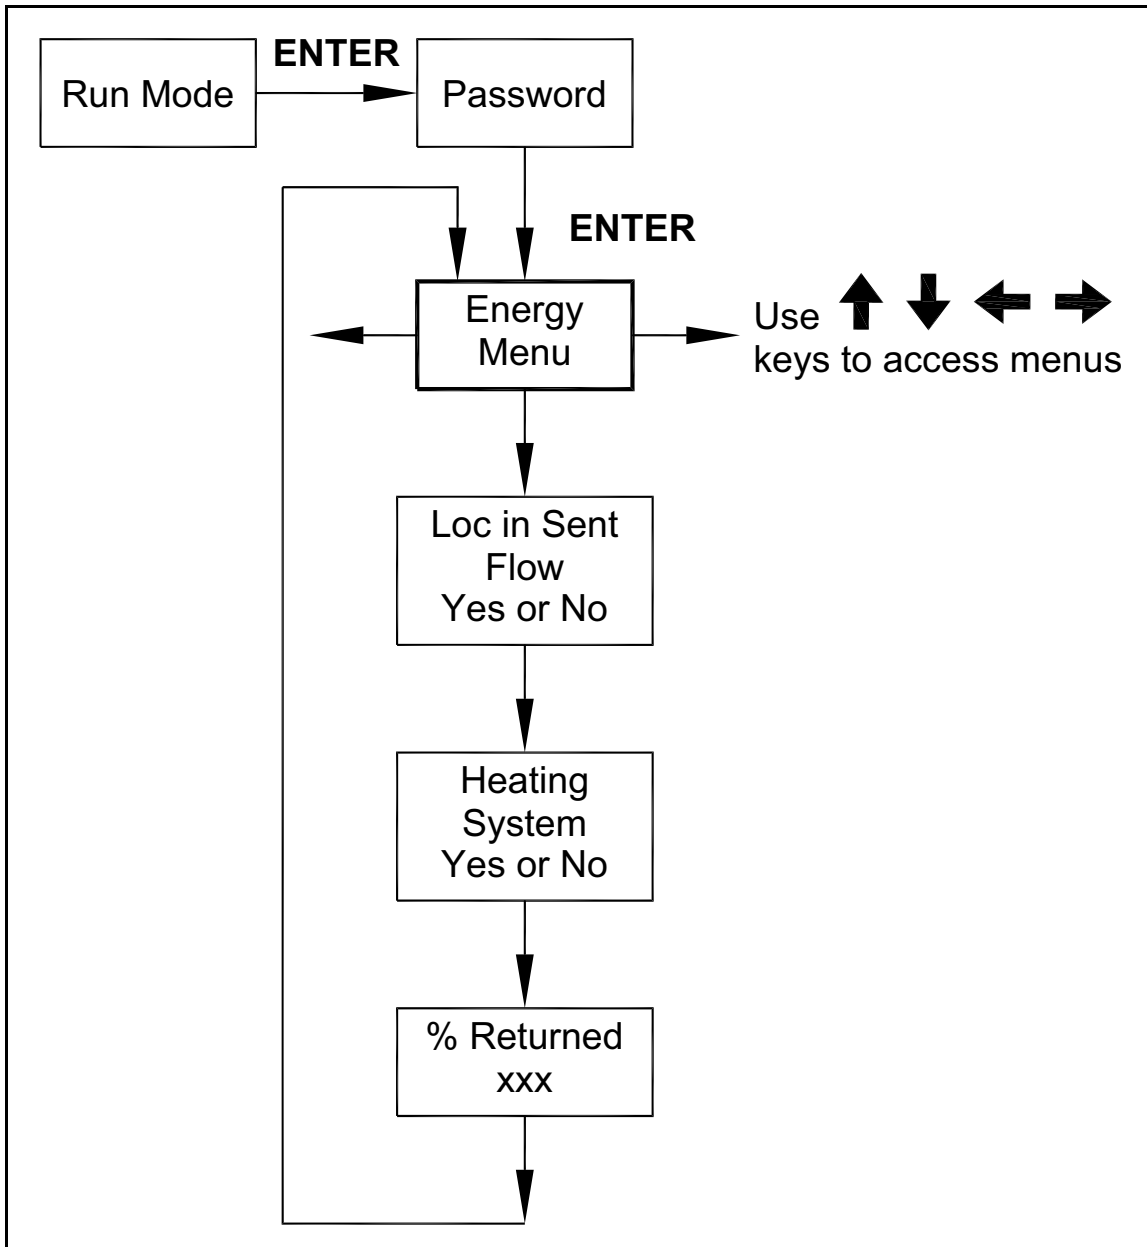 ENTER
Run Mode
Password
ENTER
Energy
Menu
Use
keys to access menus
Loc in Sent
Flow
Yes or No
Heating
System
Yes or No
% Returned
xxx